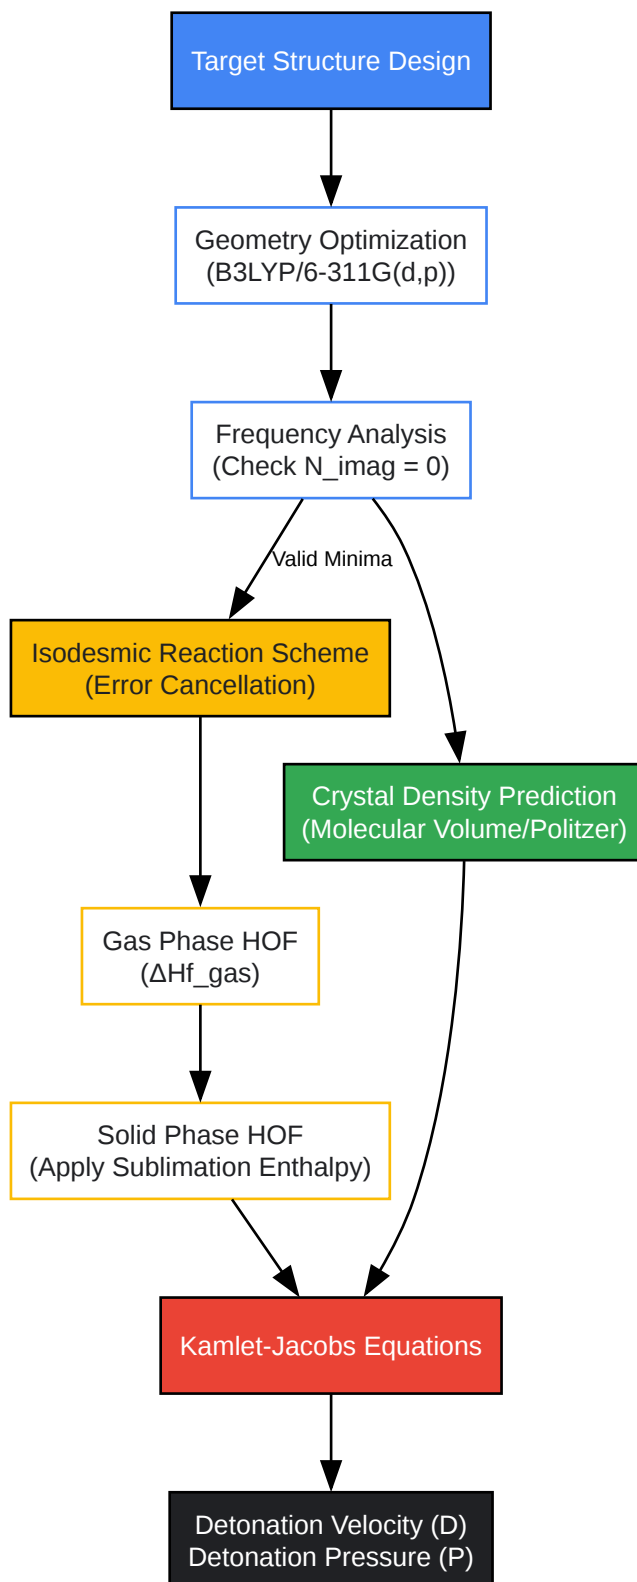 Target Structure Design
Geometry Optimization
(B3LYP/6-311G(d,p))
Frequency Analysis
(Check N_imag = 0)
Valid Minima
Isodesmic Reaction Scheme
(Error Cancellation)
Crystal Density Prediction
(Molecular Volume/Politzer)
Gas Phase HOF
(ΔHf_gas)
Solid Phase HOF
(Apply Sublimation Enthalpy)
Kamlet-Jacobs Equations
Detonation Velocity (D)
Detonation Pressure (P)